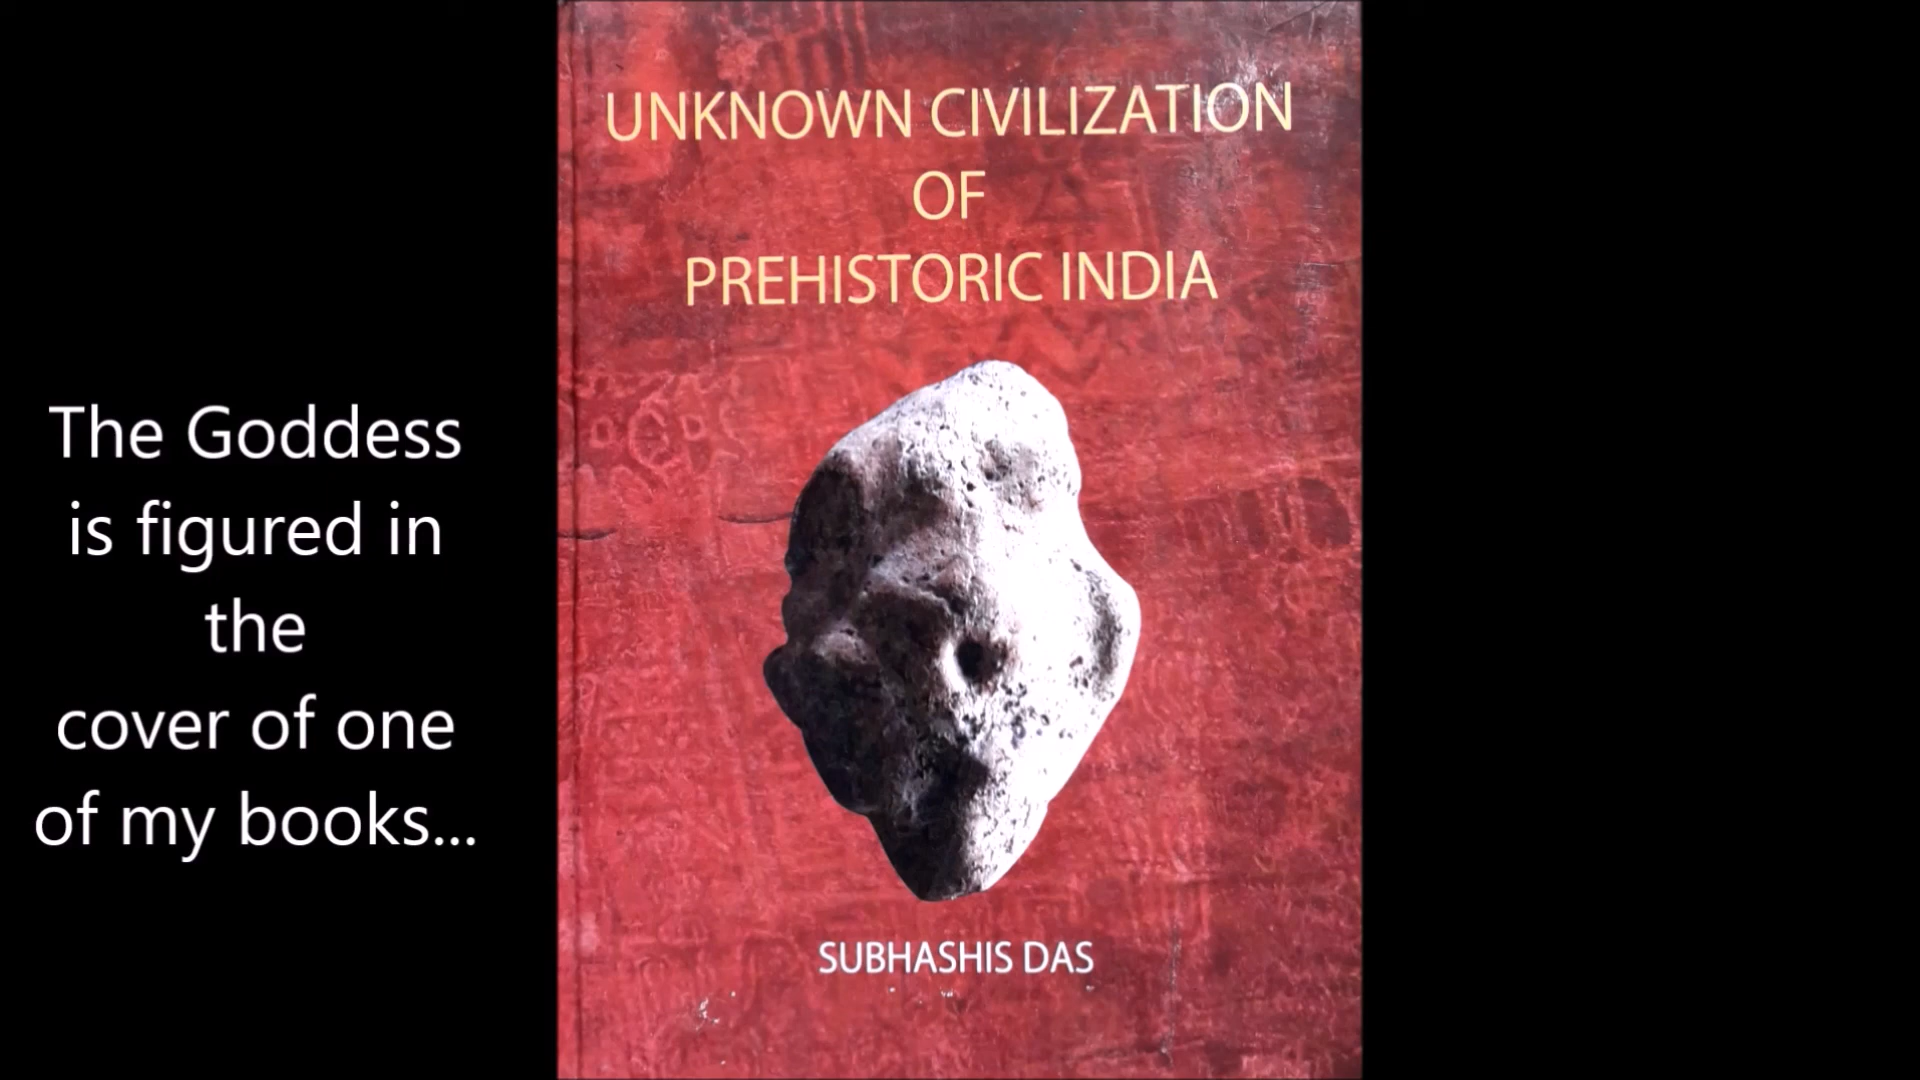 The Goddess
is figured in
the
cover of one
of my books...
UNKNOWN CIVILIZATION
OF
PREHISTORIC INDIA
SUBHASHIS DAS